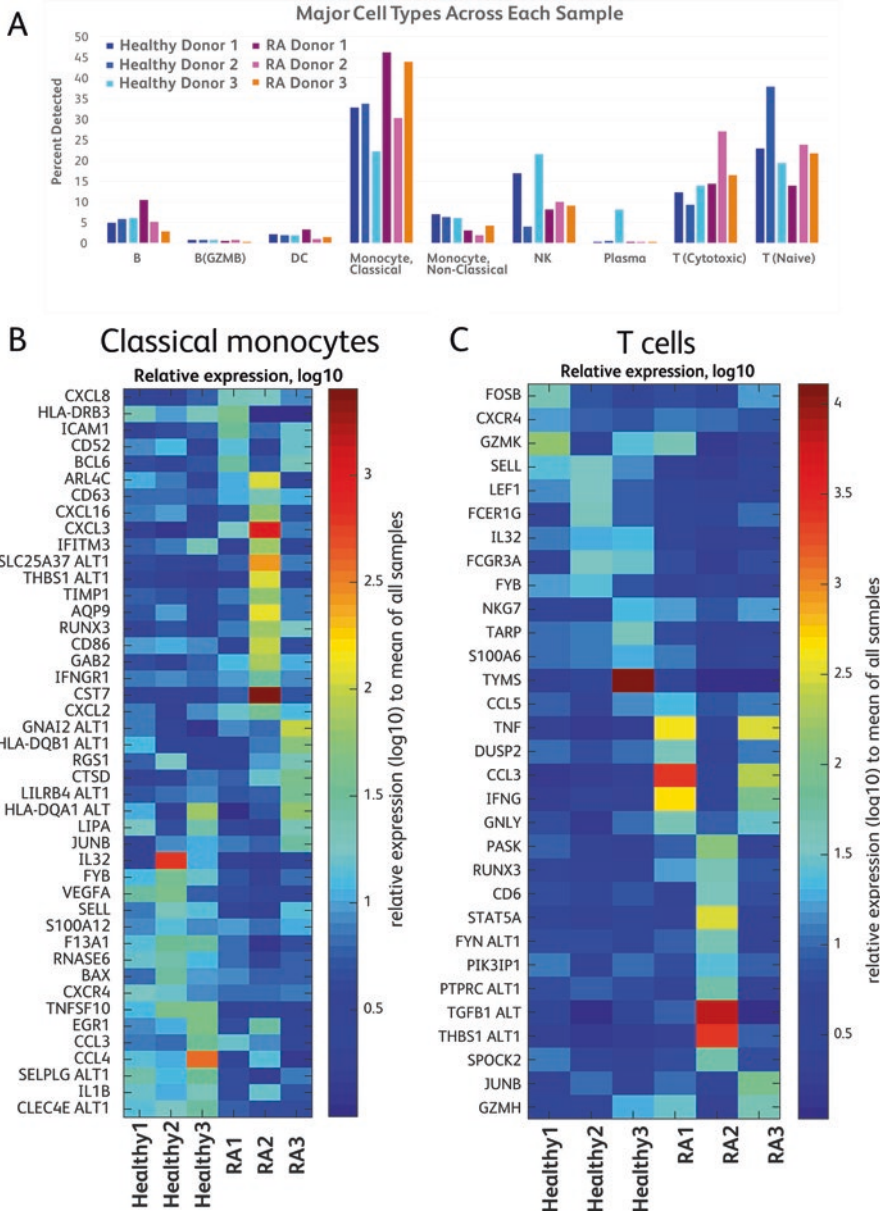 A
Major Cell Types Across Each Sample
Percent Detected
50
45
40
35
30
25
20
15
10
5
0
Healthy Donor 1
RA Donor 1
Healthy Donor 2
RA Donor 2
Healthy Donor 3
RA Donor 3
B
B(GZMB)
DC
Monocyte,
Classical
Monocyte,
Non-Classical
NK
Plasma
T (Cytotoxic)
T (Naive)
B
Classical monocytes
Relative expression, log10
CXCL8
HLA-DRB3
ICAM1
CD52
BCL6
ARL4C
CD63
CXCL16
CXCL3
IFITM3
SLC25A37 ALT1
THBS1 ALT1
TIMP1
AQP9
RUNX3
CD86
GAB2
IFNGR1
CST7
CXCL2
GNAI2 ALT1
HLA-DQB1 ALT1
RGS1
CTSD
LILRB4 ALT1
HLA-DQA1 ALT
LIPA
JUNB
IL32
FYB
VEGFA
SELL
S100A12
F13A1
RNASE6
BAX
CXCR4
TNFSF10
EGR1
CCL3
CCL4
SELPLG ALT1
IL1B
CLEC4E ALT1
Healthy1
Healthy2
Healthy3
RA1
RA2
RA3
3
2.5
2
1.5
1
0.5
relative expression (log10) to mean of all samples
C
T cells
Relative expression, log10
FOSB
CXCR4
GZMK
SELL
LEF1
FCER1G
IL32
FCGR3A
FYB
NKG7
TARP
S100A6
TYMS
CCL5
TNF
DUSP2
CCL3
IFNG
GNLY
PASK
RUNX3
CD6
STAT5A
FYN ALT1
PIK3IP1
PTPRC ALT1
TGFB1 ALT
THBS1 ALT1
SPOCK2
JUNB
GZMH
Healthy1
Healthy2
Healthy3
RA1
RA2
RA3
4
3.5
3
2.5
2
1.5
1
0.5
relative expression (log10) to mean of all samples